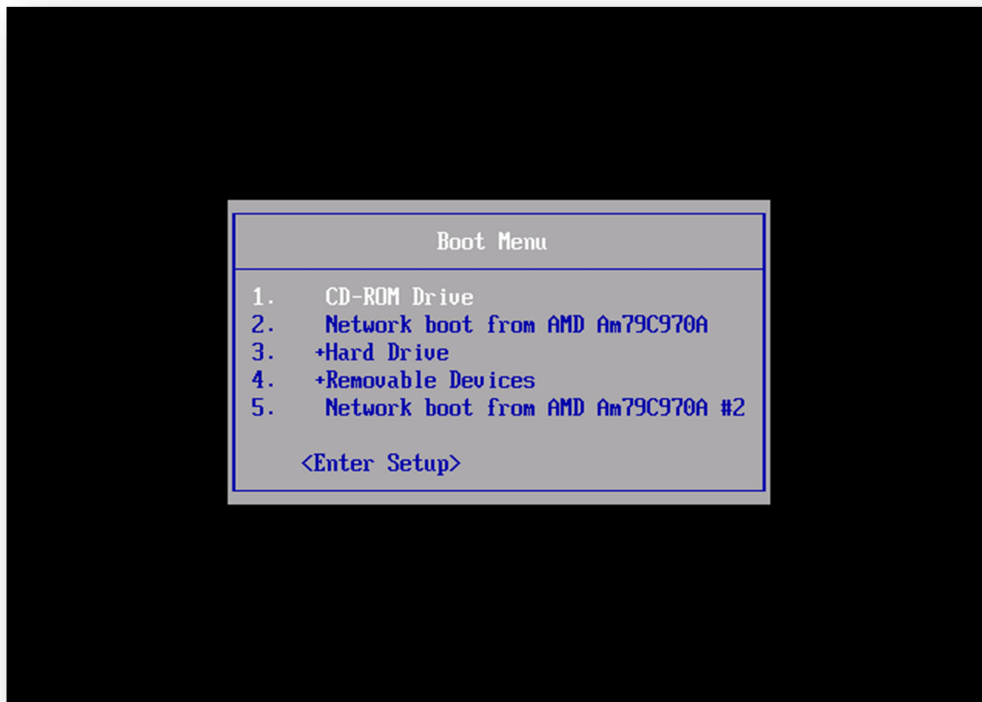 Boot Menu
1. CD-ROM Drive
2. Network boot from AMD Am79C970A
3. +Hard Drive
4. +Removable Devices
5. Network boot from AMD Am79C970A #2
<Enter Setup>